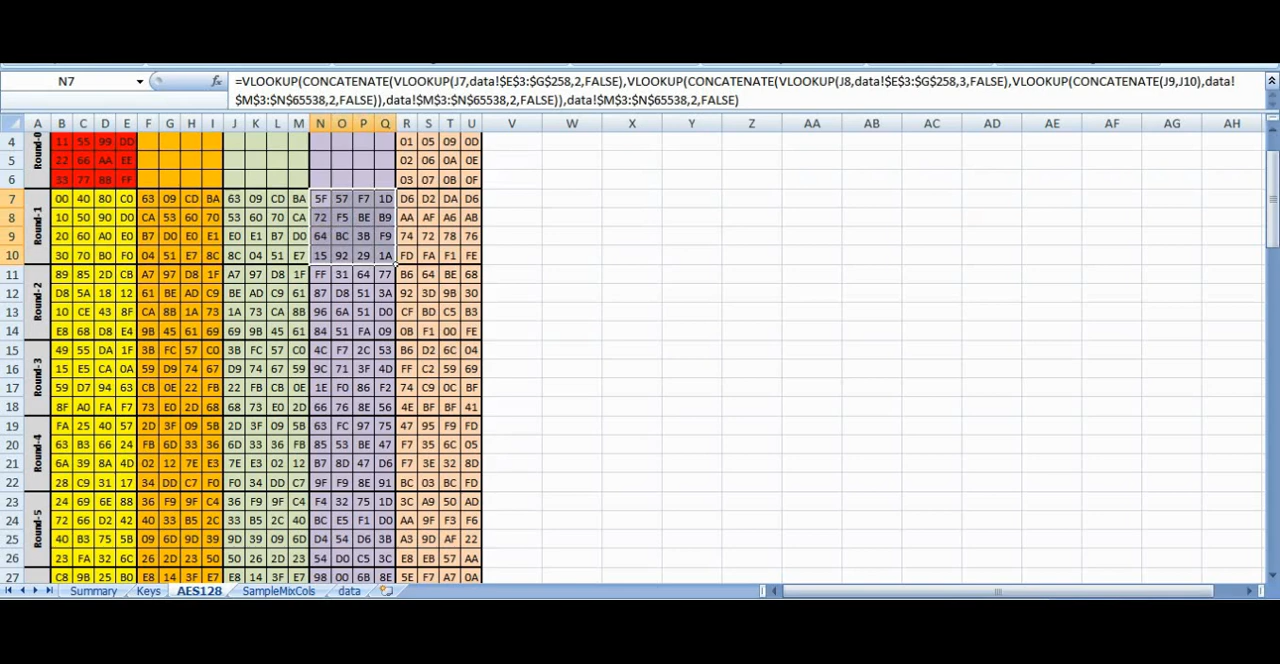 N7 fx =VLOOKUP(CONCATENATE(VLOOKUP(J7,data!$E$3:$G$258,2,FALSE),VLOOKUP(CONCATENATE(VLOOKUP(J8,data!$E$3:$G$258,3,FALSE),VLOOKUP(CONCATENATE(J9,J10),data!
$M$3:$N$65538,2,FALSE)),data!$M$3:$N$65538,2,FALSE)),data!$M$3:$N$65538,2,FALSE)
A B C D E F G H I J K L M N O P Q R S T U V W X Y Z AA AB AC AD AE AF AG AH
Round-0
4 11 55 99 DD 01 05 09 0D
5 22 66 AA EE 02 06 0A 0E
6 33 77 8B FF 03 07 0B 0F
Round-1
7 00 40 80 C0 63 09 CD BA 63 09 CD BA 5F 57 F7 1D D6 D2 DA D6
8 10 50 90 D0 CA 53 60 70 53 60 70 CA 72 F5 BE B9 AA AF A6 AB
9 20 60 A0 E0 B7 D0 E0 E1 E0 E1 B7 D0 64 BC 3B F9 74 72 78 76
10 30 70 B0 F0 04 51 E7 8C 8C 04 51 E7 15 92 29 1A FD FA F1 FE
Round-2
11 89 85 2D CB A7 97 D8 1F A7 97 D8 1F FF 31 64 77 B6 64 BE 68
12 D8 5A 18 12 61 BE AD C9 BE AD C9 61 87 D8 51 3A 92 3D 9B 30
13 10 CE 43 8F CA 8B 1A 73 1A 73 CA 8B 96 6A 51 D0 CF BD C5 B3
14 E8 68 D8 E4 9B 45 61 69 69 9B 45 61 84 51 FA 09 0B F1 00 FE
Round-3
15 49 55 DA 1F 3B FC 57 C0 3B FC 57 C0 4C F7 2C 53 B6 D2 6C 04
16 15 E5 CA 0A 59 D9 74 67 D9 74 67 59 9C 71 3F 4D FF C2 59 69
17 59 D7 94 63 CB 0E 22 FB 22 FB CB 0E 1E F0 86 F2 74 C9 0C BF
18 8F A0 FA F7 73 E0 2D 68 68 73 E0 2D 66 76 8E 56 4E BF BF 41
Round-4
19 FA 25 40 57 2D 3F 09 5B 2D 3F 09 5B 63 FC 97 75 47 95 F9 FD
20 63 B3 66 24 FB 6D 33 36 6D 33 36 FB 85 53 BE 47 F7 35 6C 05
21 6A 39 8A 4D 02 12 7E E3 7E E3 02 12 B7 8D 47 D6 F7 3E 32 8D
22 28 C9 31 17 34 DD C7 F0 F0 34 DD C7 9F F9 8E 91 BC 03 BC FD
Round-5
23 24 69 6E 88 36 F9 9F C4 36 F9 9F C4 F4 32 75 1D 3C A9 50 AD
24 72 66 D2 42 40 33 B5 2C 33 B5 2C 40 BC E5 F1 D0 AA 9F F3 F6
25 40 B3 75 5B 09 6D 9D 39 9D 39 09 6D D4 54 D6 3B A3 9D AF 22
26 23 FA 32 6C 26 2D 23 50 50 26 2D 23 54 D0 C5 3C E8 EB 57 AA
27 C8 9B 25 B0 E8 14 3F E7 E8 14 3F E7 98 00 6B 8E 5E F7 A7 0A
Summary Keys AES128 SampleMixCols data